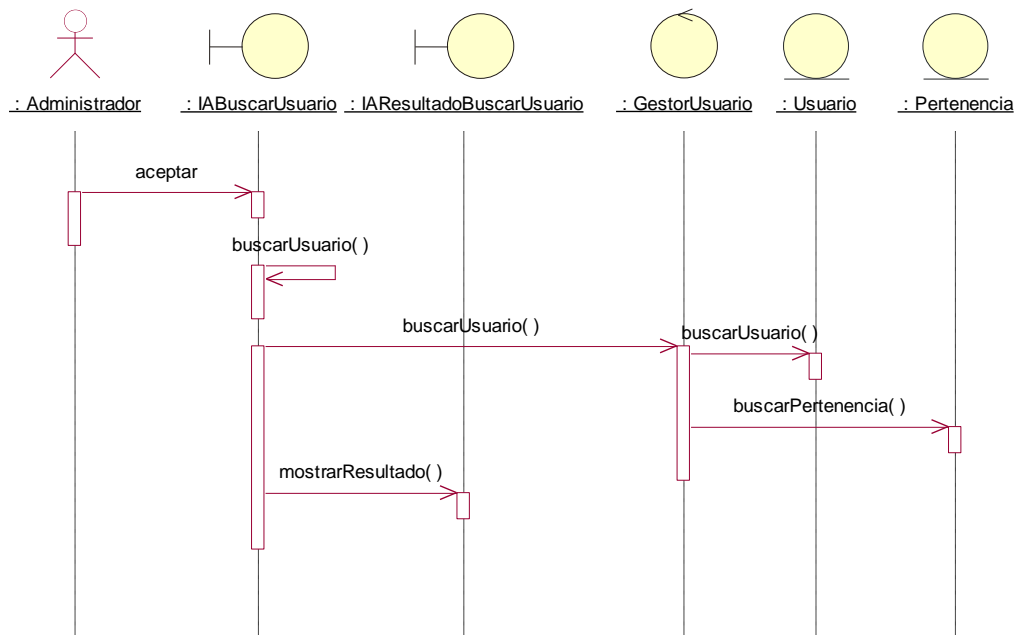 : Administrador
: IABuscarUsuario
: IAResultadoBuscarUsuario
: GestorUsuario
: Usuario
: Pertenencia
aceptar
buscarUsuario( )
buscarUsuario( )
buscarUsuario( )
buscarPertenencia( )
mostrarResultado( )